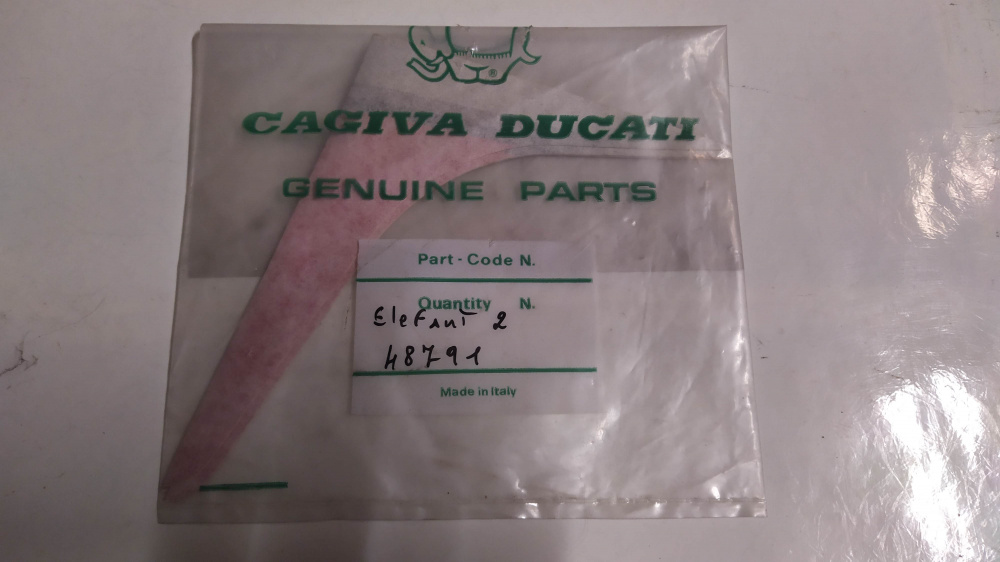 ®
CAGIVA DUCATI
GENUINE PARTS
Part - Code N.
Quantity N.
Elefant 2
48791
Made in Italy